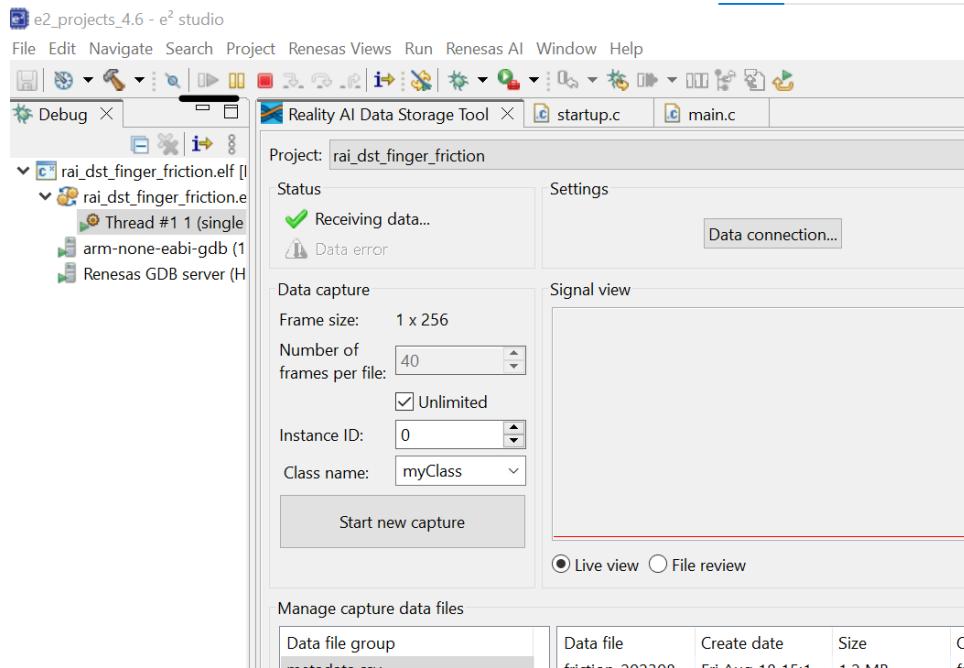 e2_projects_4.6 - e² studio
File Edit Navigate Search Project Renesas Views Run Renesas AI Window Help
Debug
Reality AI Data Storage Tool
startup.c
main.c
rai_dst_finger_friction.elf
rai_dst_finger_friction.e
Thread #1 1 (single
arm-none-eabi-gdb (1
Renesas GDB server (H
Project: rai_dst_finger_friction
Status
Receiving data...
Data error
Settings
Data connection...
Data capture
Frame size: 1 x 256
Number of
frames per file: 40
Unlimited
Instance ID: 0
Class name: myClass
Start new capture
Signal view
Live view File review
Manage capture data files
Data file group
Data file Create date Size